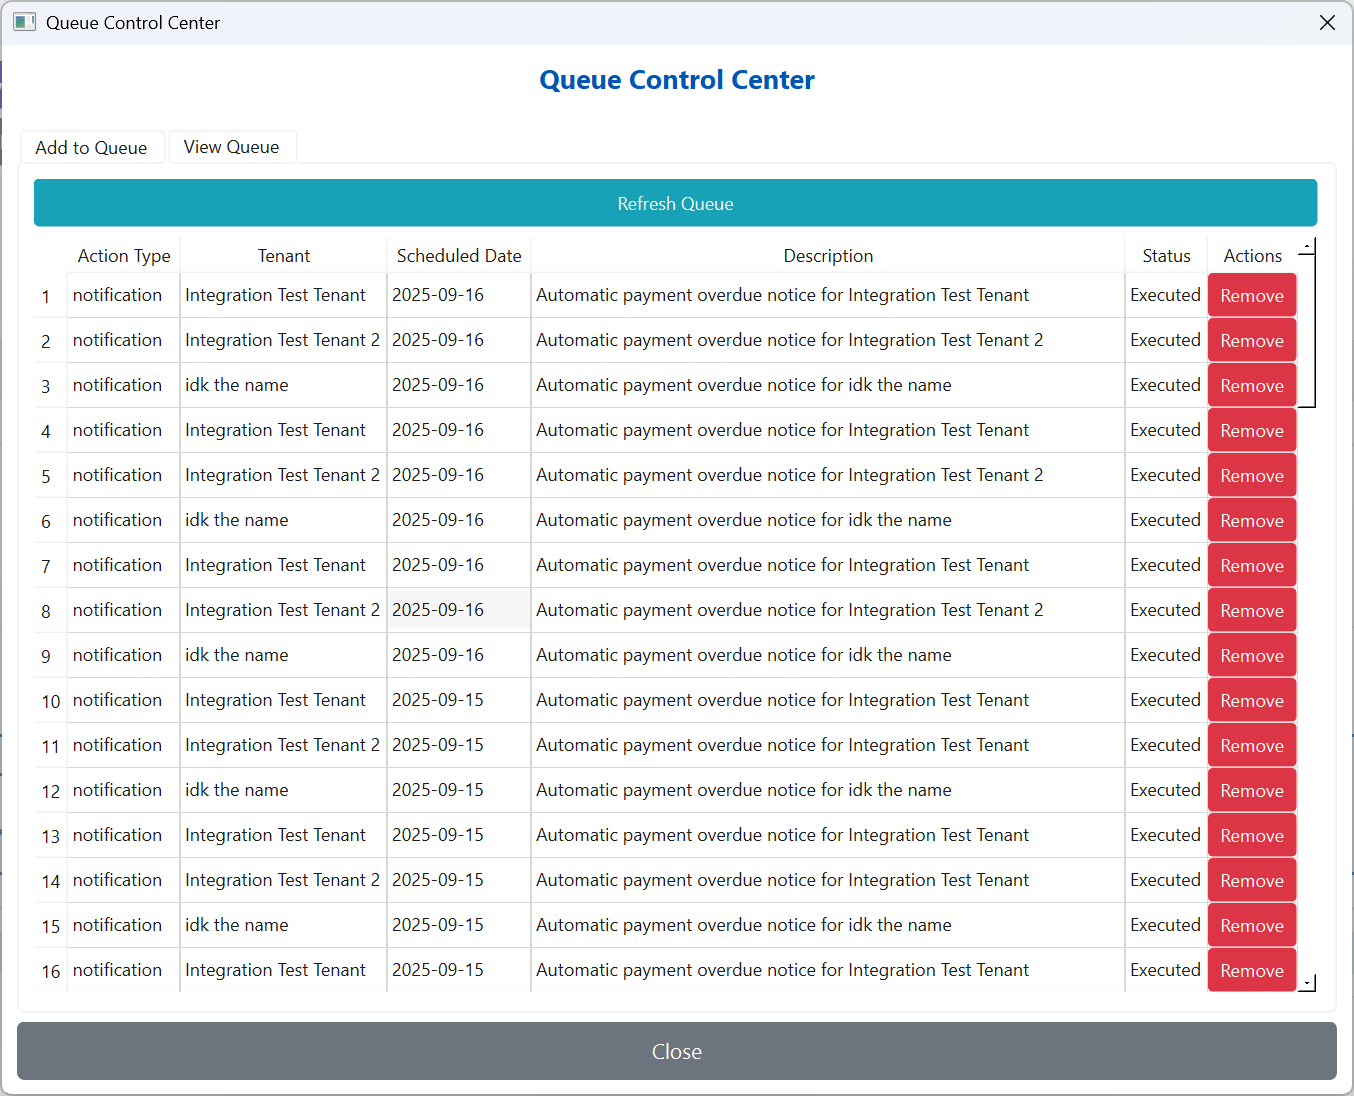 Queue Control Center
Queue Control Center
Add to Queue View Queue
Refresh Queue
Action Type Tenant Scheduled Date Description Status Actions
1 notification Integration Test Tenant 2025-09-16 Automatic payment overdue notice for Integration Test Tenant Executed Remove
2 notification Integration Test Tenant 2 2025-09-16 Automatic payment overdue notice for Integration Test Tenant 2 Executed Remove
3 notification idk the name 2025-09-16 Automatic payment overdue notice for idk the name Executed Remove
4 notification Integration Test Tenant 2025-09-16 Automatic payment overdue notice for Integration Test Tenant Executed Remove
5 notification Integration Test Tenant 2 2025-09-16 Automatic payment overdue notice for Integration Test Tenant 2 Executed Remove
6 notification idk the name 2025-09-16 Automatic payment overdue notice for idk the name Executed Remove
7 notification Integration Test Tenant 2025-09-16 Automatic payment overdue notice for Integration Test Tenant Executed Remove
8 notification Integration Test Tenant 2 2025-09-16 Automatic payment overdue notice for Integration Test Tenant 2 Executed Remove
9 notification idk the name 2025-09-16 Automatic payment overdue notice for idk the name Executed Remove
10 notification Integration Test Tenant 2025-09-15 Automatic payment overdue notice for Integration Test Tenant Executed Remove
11 notification Integration Test Tenant 2 2025-09-15 Automatic payment overdue notice for Integration Test Tenant Executed Remove
12 notification idk the name 2025-09-15 Automatic payment overdue notice for idk the name Executed Remove
13 notification Integration Test Tenant 2025-09-15 Automatic payment overdue notice for Integration Test Tenant Executed Remove
14 notification Integration Test Tenant 2 2025-09-15 Automatic payment overdue notice for Integration Test Tenant Executed Remove
15 notification idk the name 2025-09-15 Automatic payment overdue notice for idk the name Executed Remove
16 notification Integration Test Tenant 2025-09-15 Automatic payment overdue notice for Integration Test Tenant Executed Remove
Close